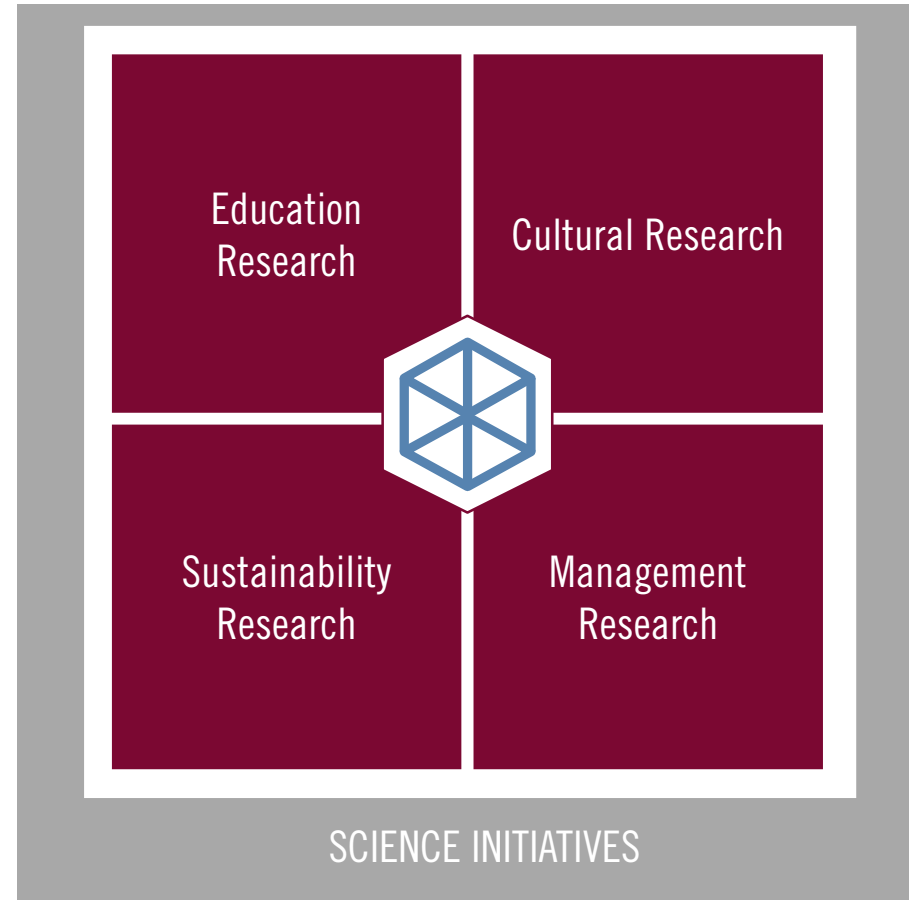 Education
Research
Cultural Research
Sustainability
Research
Management
Research
SCIENCE INITIATIVES